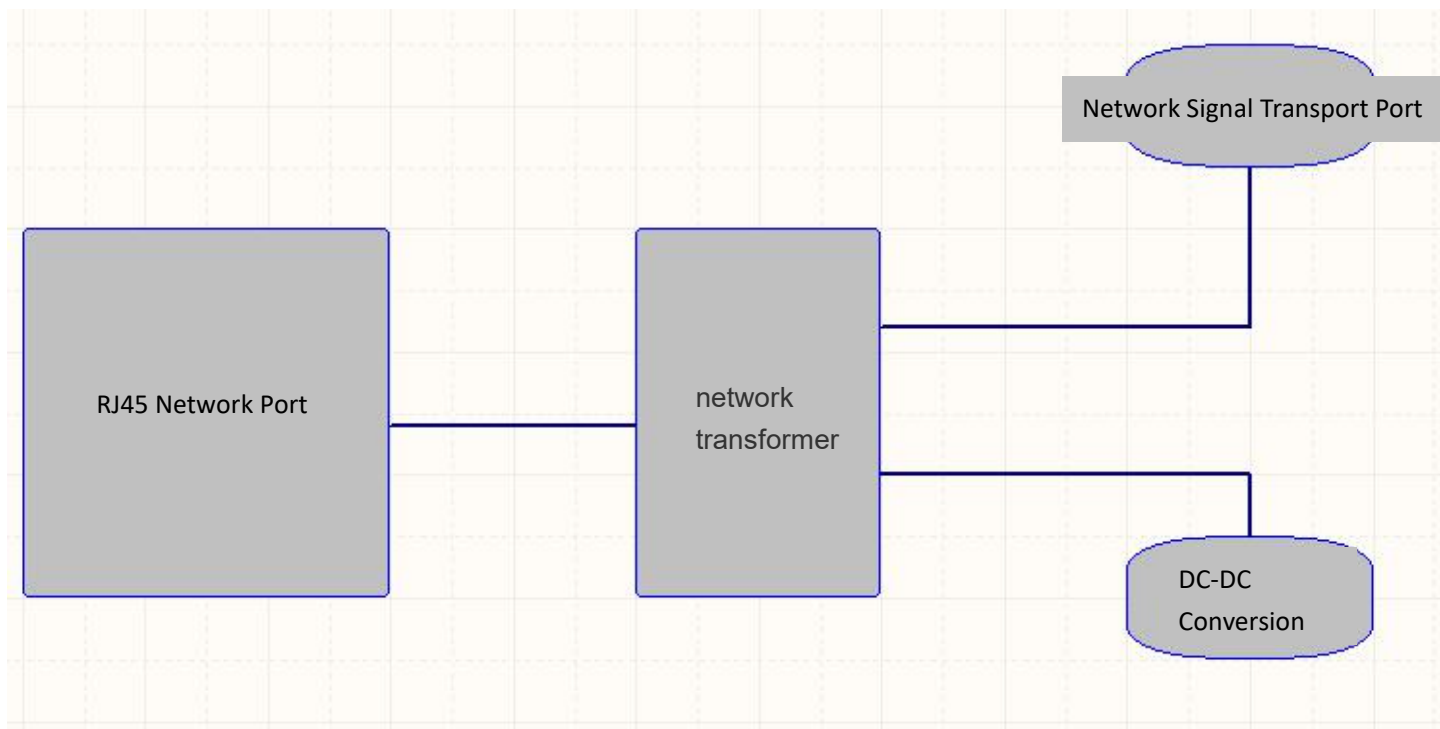 Network Signal Transport Port
RJ45 Network Port
network
transformer
DC-DC
Conversion